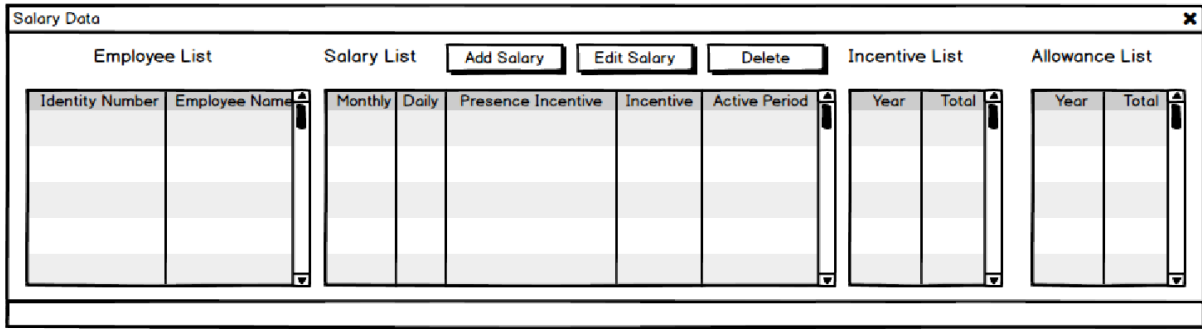 Salary Data
Employee List
Salary List
Add Salary
Edit Salary
Delete
Incentive List
Allowance List
Identity Number Employee Name
Monthly Daily Presence Incentive Incentive Active Period
Year Total
Year Total